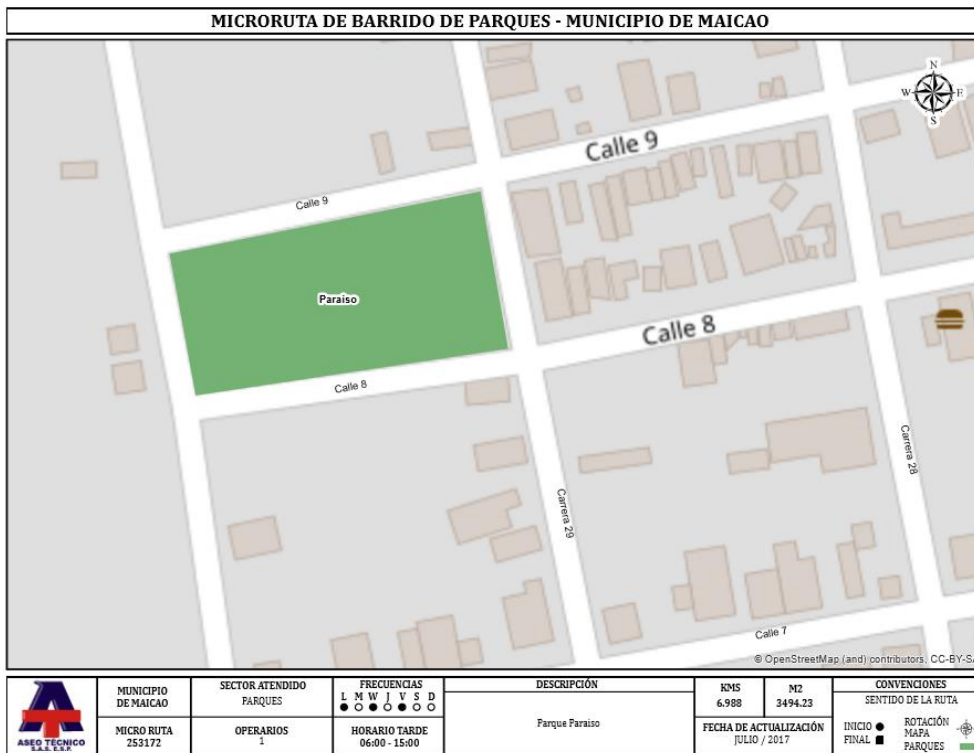 MICRORUTA DE BARRIDO DE PARQUES - MUNICIPIO DE MAICAO
N
W E
S
Calle 9
Calle 9
Paraiso
Calle 8
Calle 8
Carrera 28
Carrera 29
Calle 7
© OpenStreetMap (and) contributors, CC-BY-SA
ASEO TÉCNICO
S.A.S. E.S.P.
MUNICIPIO
DE MAICAO
MICRO RUTA
253172
SECTOR ATENDIDO
PARQUES
OPERARIOS
1
FRECUENCIAS
L M W J V S D
● ○ ● ○ ● ○ ○
HORARIO TARDE
06:00 - 15:00
DESCRIPCIÓN
Parque Paraiso
KMS
6.988
M2
3494.23
FECHA DE ACTUALIZACIÓN
JULIO / 2017
CONVENCIONES
SENTIDO DE LA RUTA
INICIO ●
FINAL ■
ROTACIÓN
MAPA
PARQUES